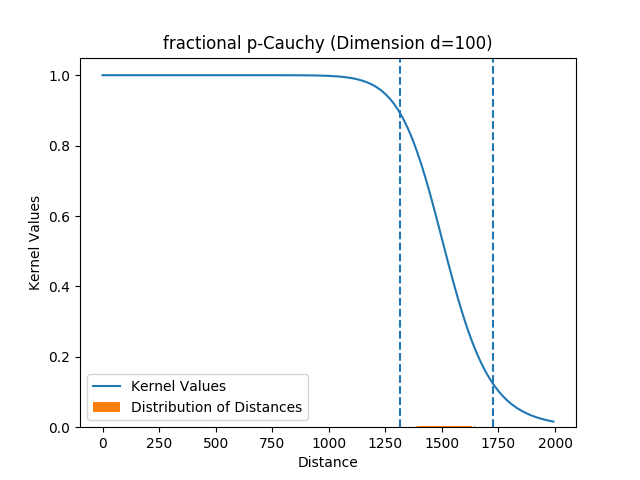 fractional p-Cauchy (Dimension d=100)
Kernel Values
1.0
0.8
0.6
0.4
0.2
0.0
Kernel Values
Distribution of Distances
0 250 500 750 1000 1250 1500 1750 2000
Distance